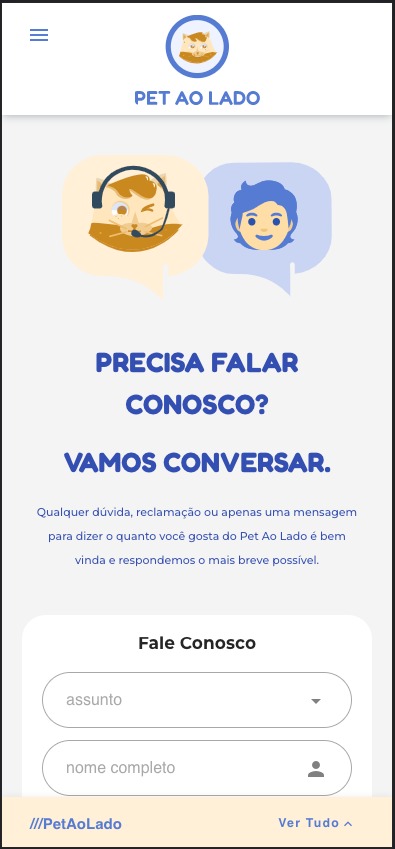 PET AO LADO
PRECISA FALAR
CONOSCO?
VAMOS CONVERSAR.
Qualquer dúvida, reclamação ou apenas uma mensagem
para dizer o quanto você gosta do Pet Ao Lado é bem
vinda e respondemos o mais breve possível.
Fale Conosco
assunto
nome completo
///PetAoLado
Ver Tudo